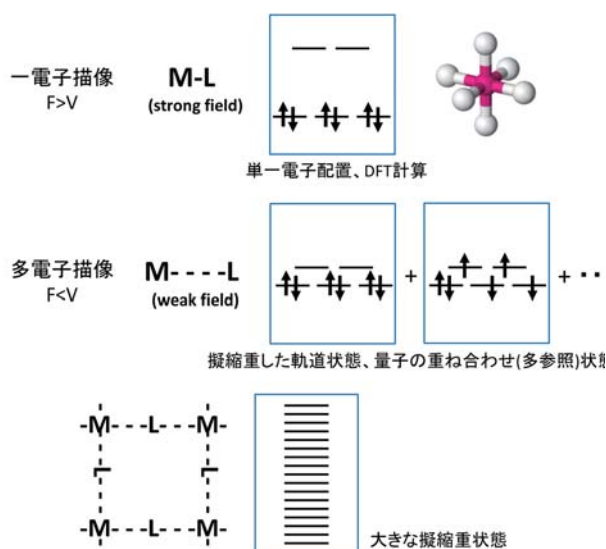 一電子描像
F>V
M-L
(strong field)
単一電子配置、DFT計算
多電子描像
F<V
M----L
(weak field)
+
+ ··
擬縮重した軌道状態、量子の重ね合わせ(多参照)状態
-M---L---M-
L L
-M---L---M-
大きな擬縮重状態